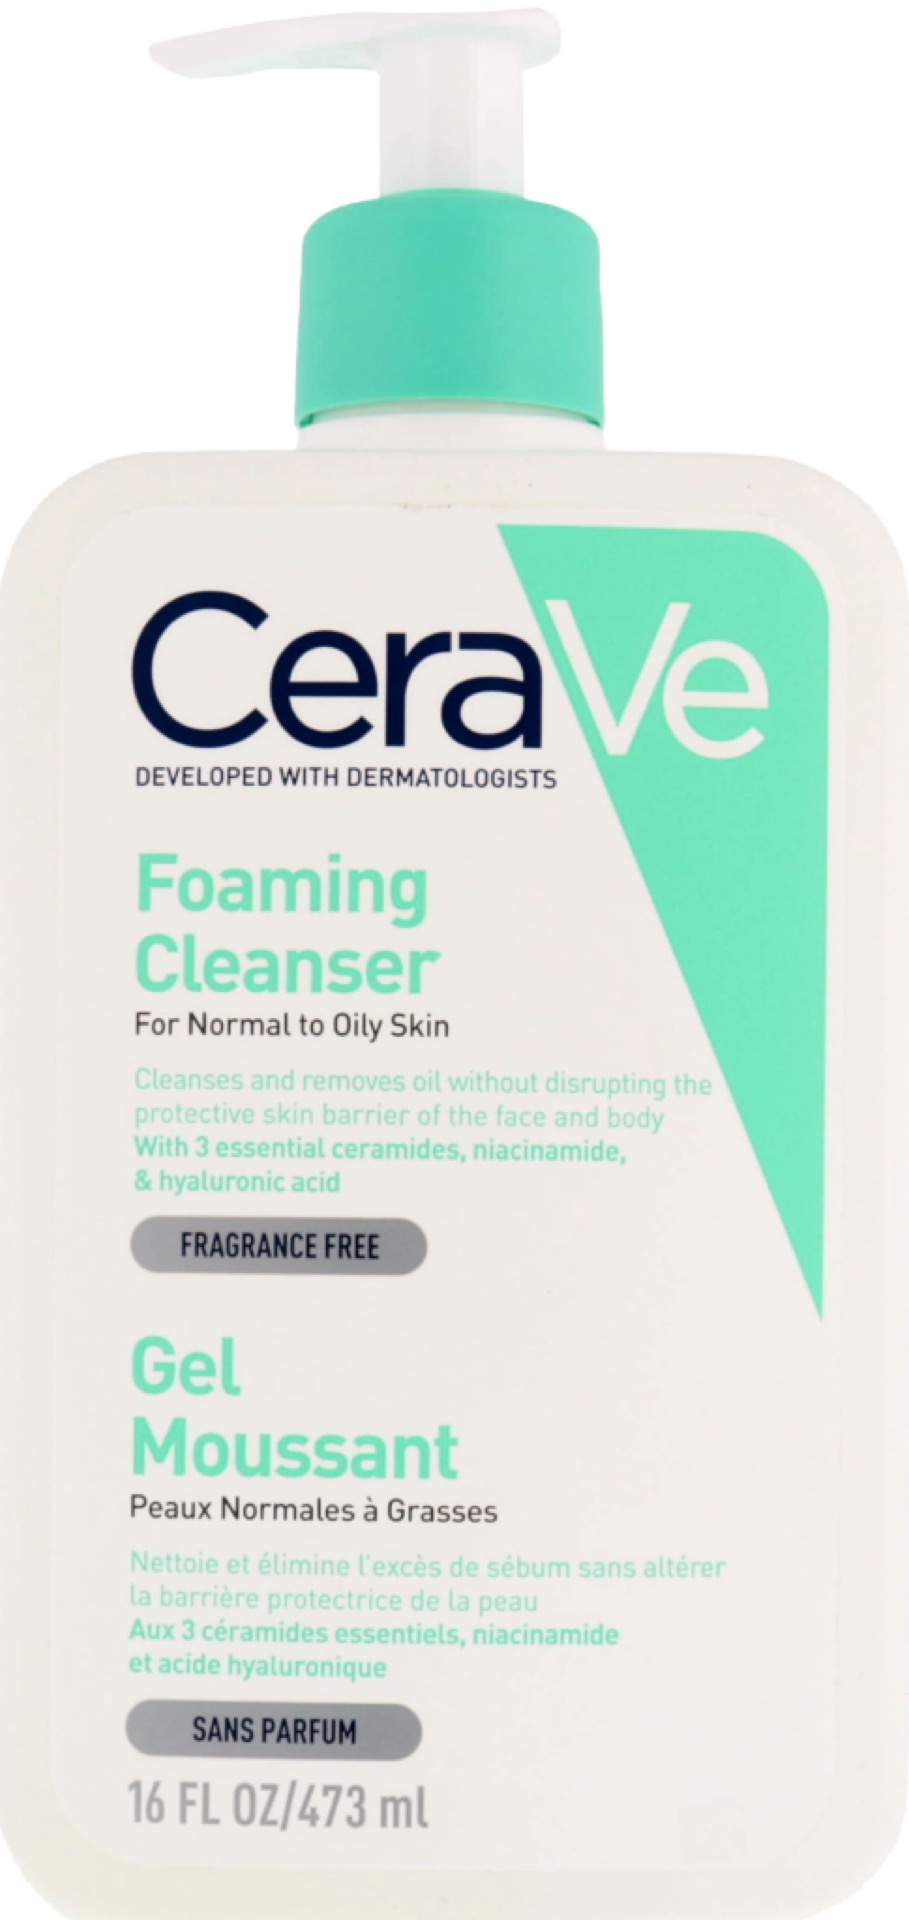 CeraVe
DEVELOPED WITH DERMATOLOGISTS
Foaming
Cleanser
For Normal to Oily Skin
Cleanses and removes oil without disrupting the
protective skin barrier of the face and body
With 3 essential ceramides, niacinamide,
& hyaluronic acid
FRAGRANCE FREE
Gel
Moussant
Peaux Normales à Grasses
Nettoie et élimine l'excès de sébum sans altérer
la barrière protectrice de la peau
Aux 3 céramides essentiels, niacinamide
et acide hyaluronique
SANS PARFUM
16 FL OZ/473 ml